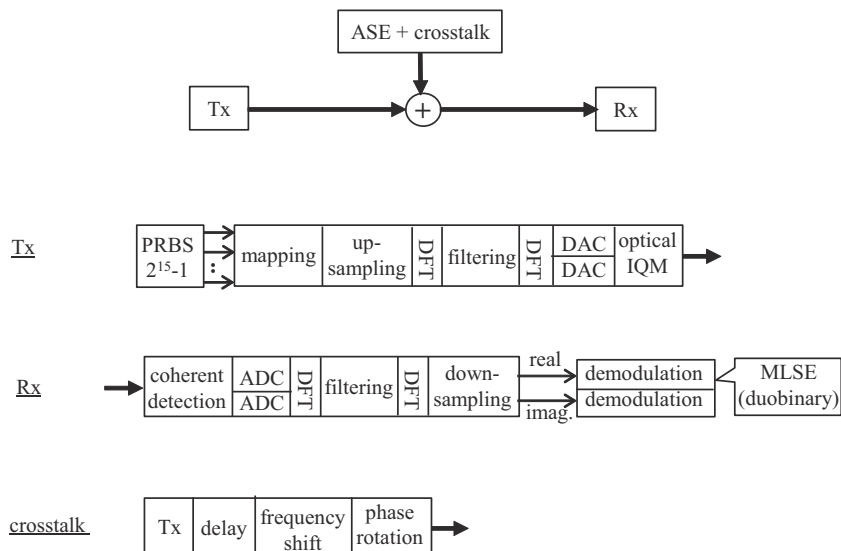 ASE + crosstalk
Tx
+
Rx
Tx
PRBS
2¹⁵-1
:
mapping
up-
sampling
DFT
filtering
DFT
DAC
DAC
optical
IQM
Rx
coherent
detection
ADC
ADC
DFT
filtering
DFT
down-
sampling
real
imag.
demodulation
demodulation
MLSE
(duobinary)
crosstalk
Tx
delay
frequency
shift
phase
rotation